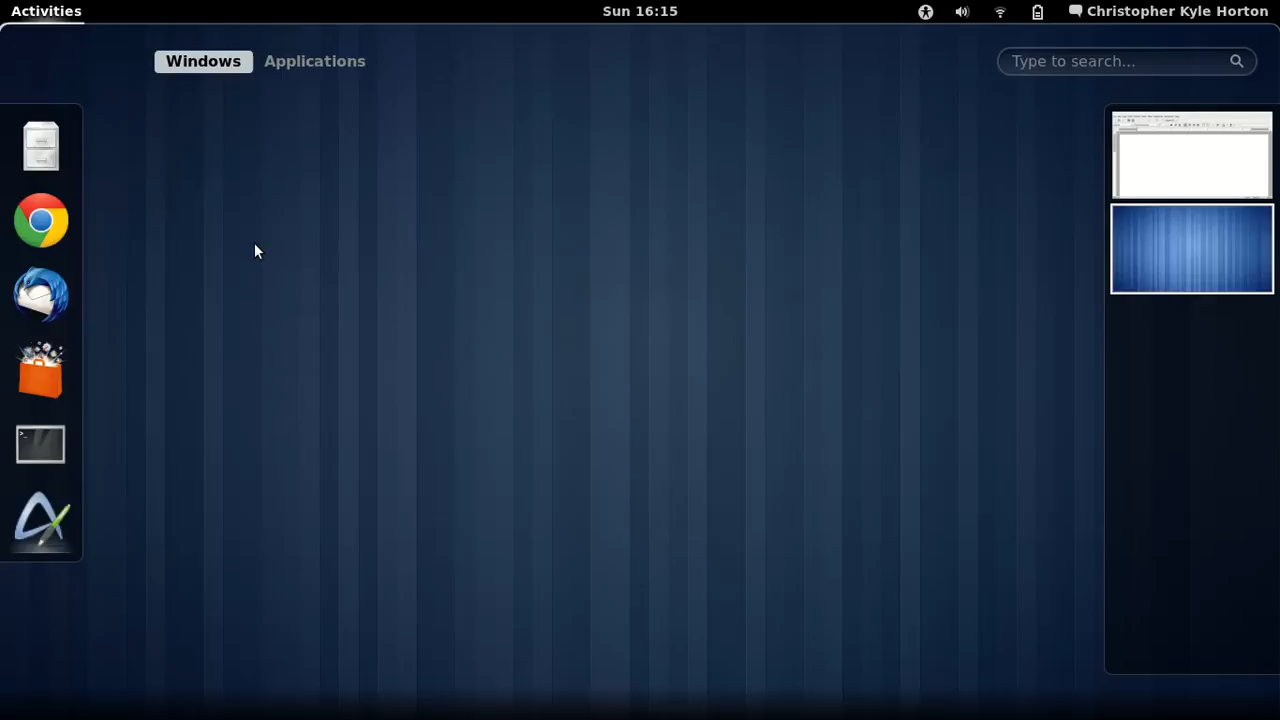 Activities
Sun 16:15
Christopher Kyle Horton
Windows
Applications
Type to search...
>_